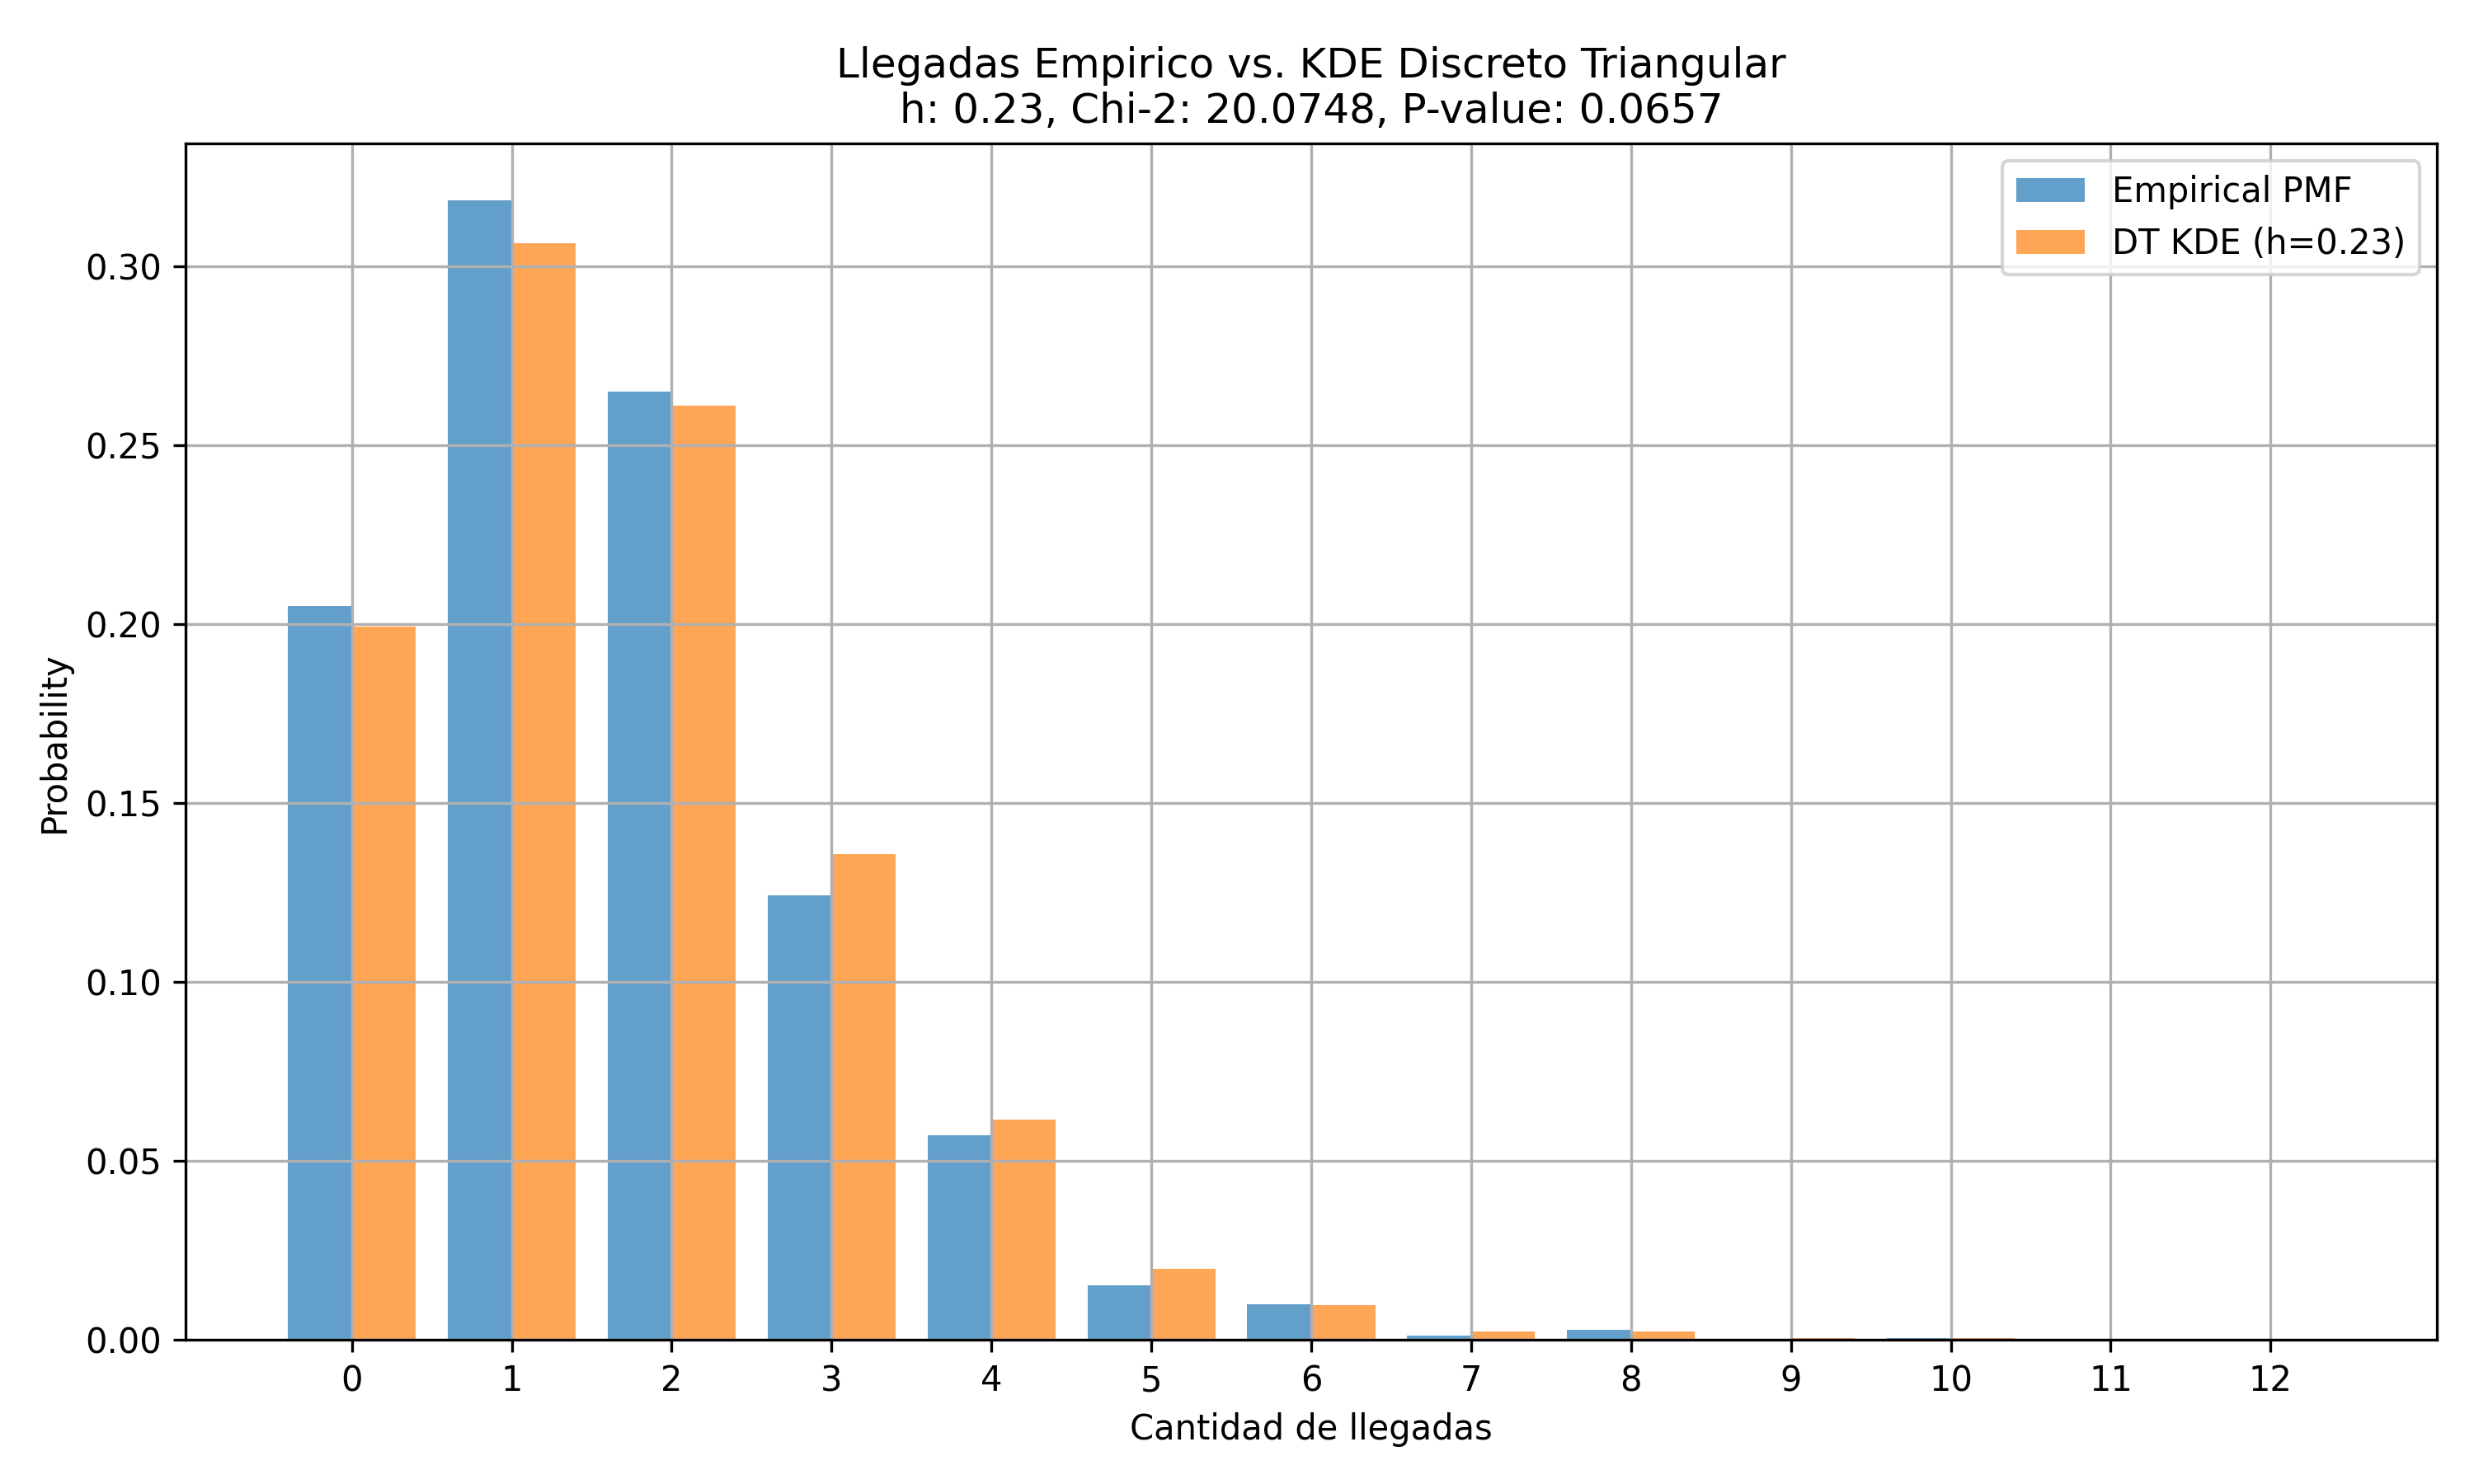 Llegadas Empirico vs. KDE Discreto Triangular
h: 0.23, Chi-2: 20.0748, P-value: 0.0657
Empirical PMF
DT KDE (h=0.23)
Probability
0.30
0.25
0.20
0.15
0.10
0.05
0.00
0 1 2 3 4 5 6 7 8 9 10 11 12
Cantidad de llegadas